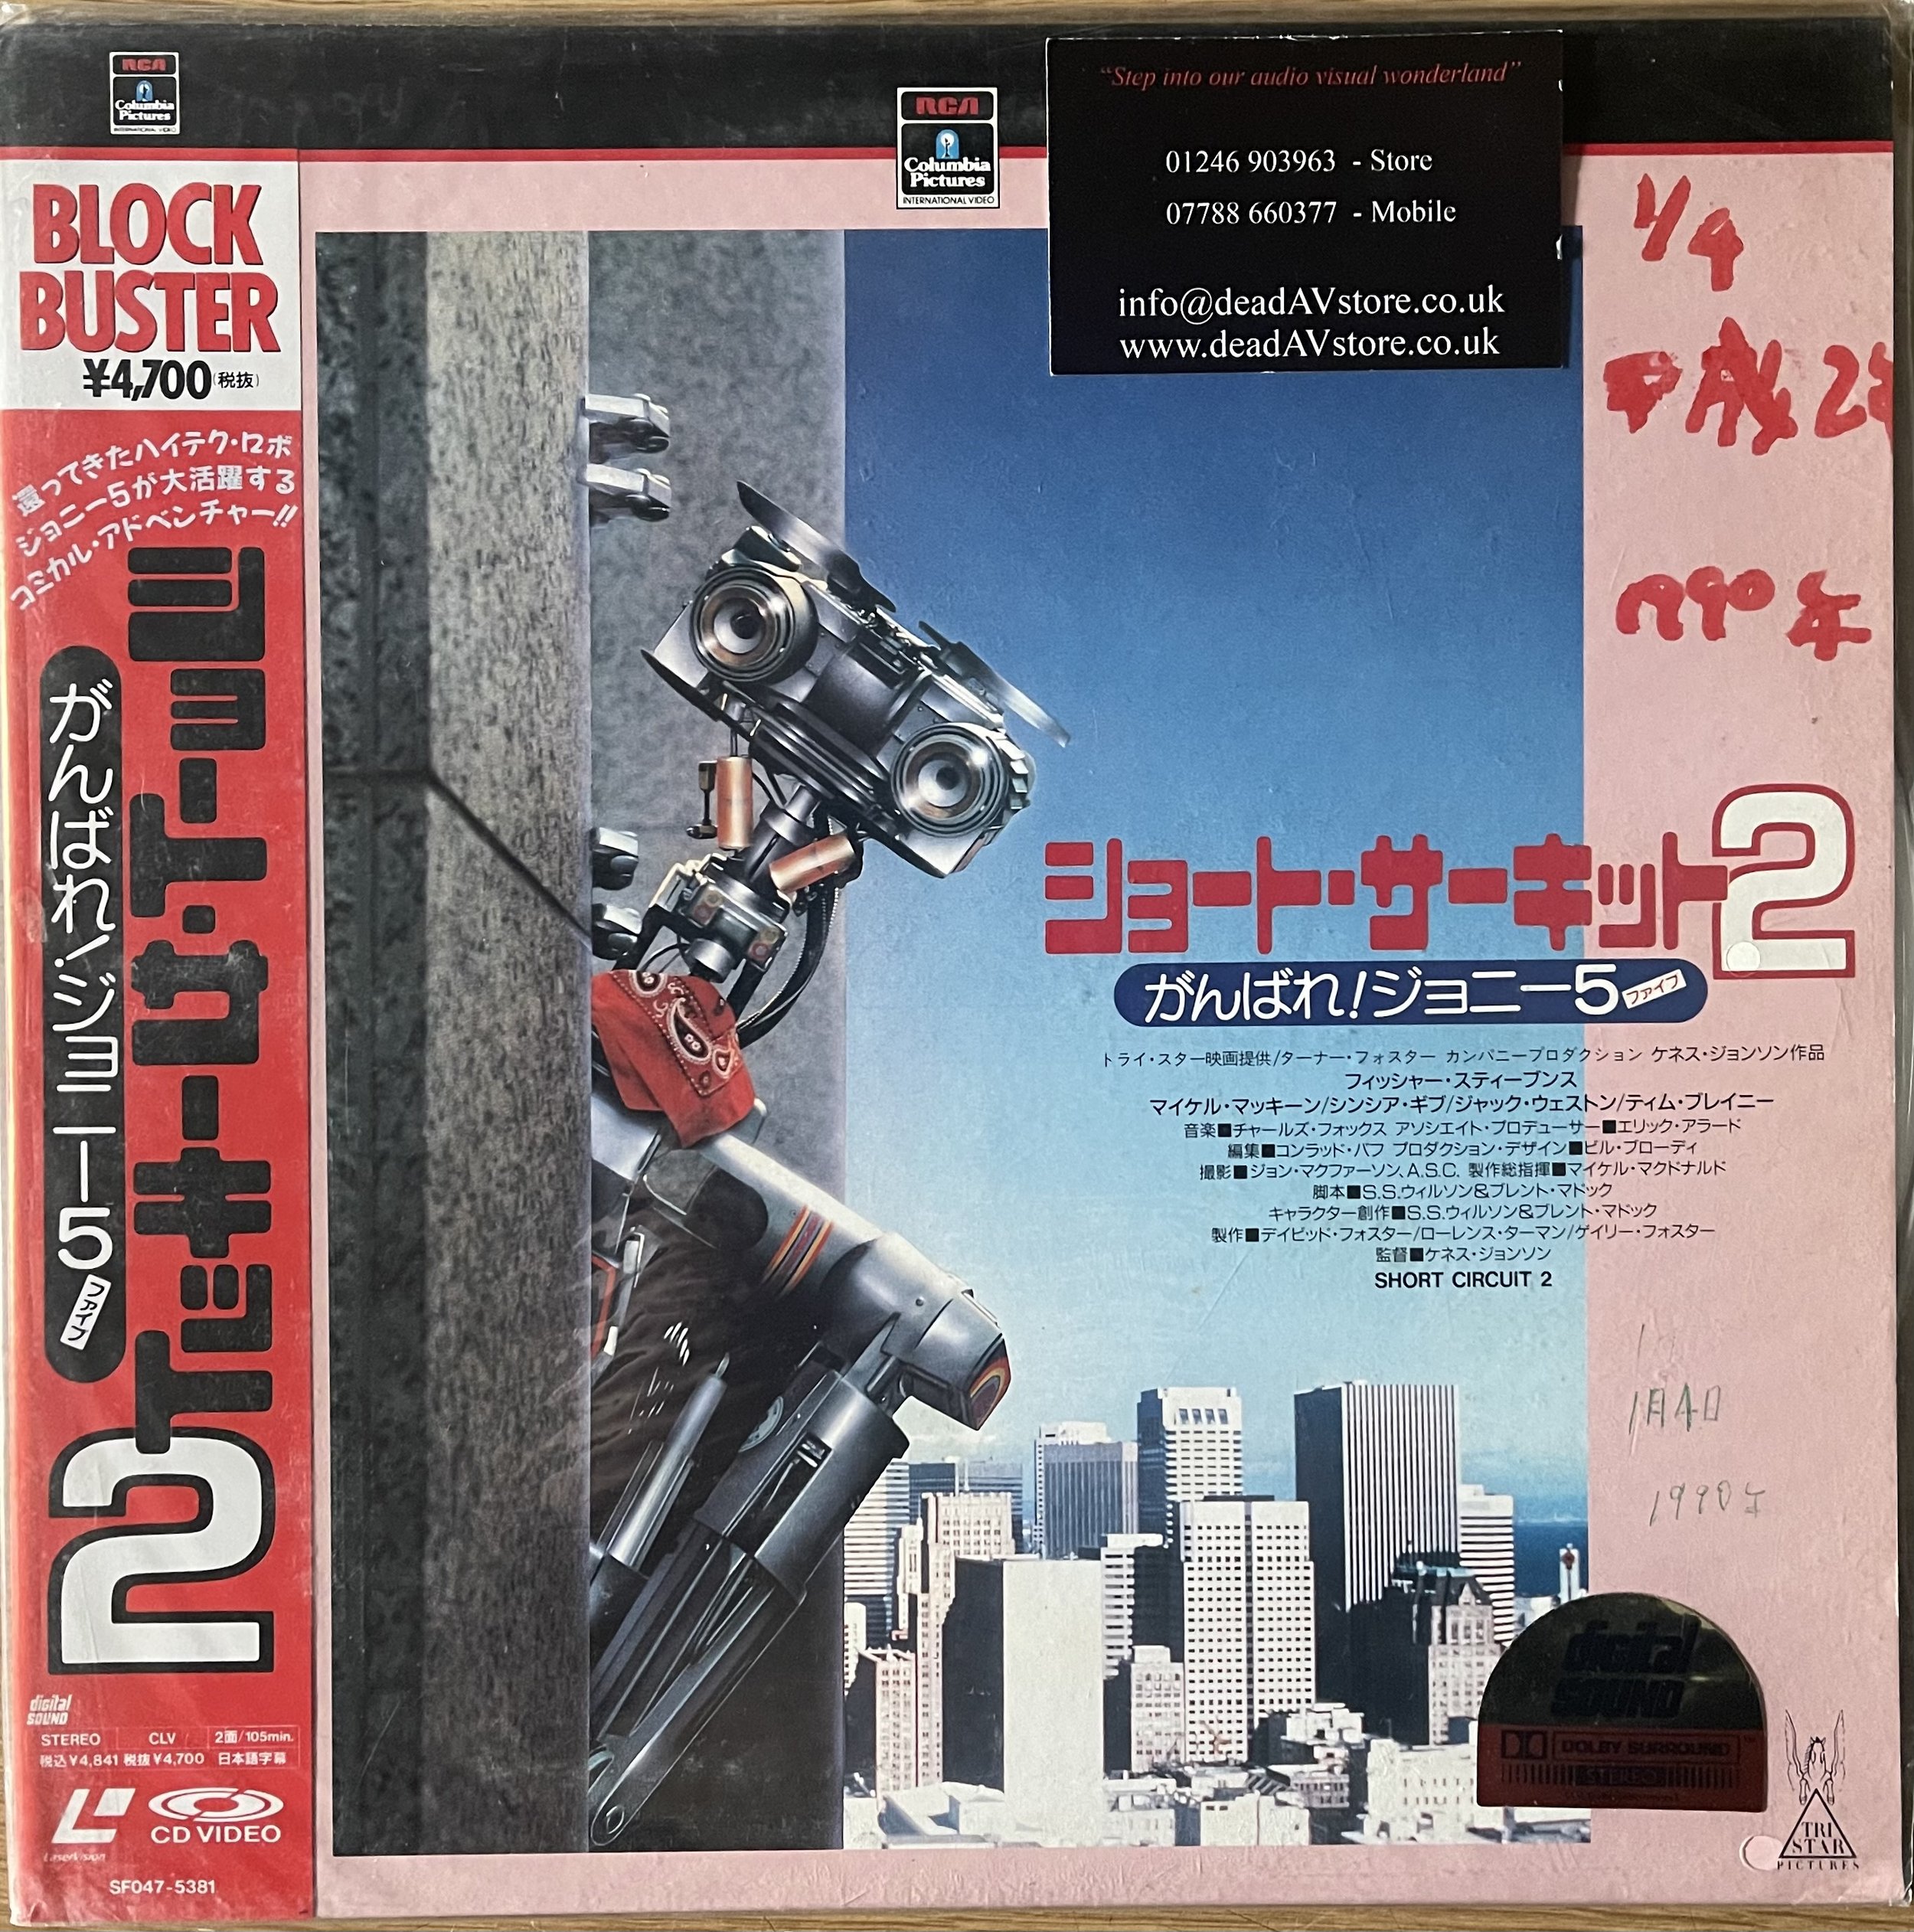 RCA
Columbia
Pictures
INTERNATIONAL VIDEO
BLOCK
BUSTER
¥4,700(税抜)
還ってきたハイテク・ロボ
ジョニー5が大活躍する
コミカル・アドベンチャー!!
ショート・サーキット2
がんばれ!ジョニー5
ファイブ
digital
SOUND
STEREO CLV 2面/105min.
税込¥4,841 税抜¥4,700 日本語字幕
LaserVision
CD VIDEO
SF047-5381
RCA
Columbia
Pictures
INTERNATIONAL VIDEO
"Step into our audio visual wonderland"
01246 903963 - Store
07788 660377 - Mobile
info@deadAVstore.co.uk
www.deadAVstore.co.uk
1/4
1990年
ショート・サーキット2
がんばれ!ジョニー5
ファイブ
トライ・スター映画提供/ターナー・フォスター カンパニープロダクション ケネス・ジョンソン作品
フィッシャー・スティーブンス
マイケル・マッキーン/シンシア・ギブ/ジャック・ウェストン/ティム・ブレイニー
音楽■チャールズ・フォックス アソシエイト・プロデューサー■エリック・アラード
編集■コンラッド・バフ プロダクション・デザイン■ビル・ブローディ
撮影■ジョン・マクファーソン、A.S.C. 製作総指揮■マイケル・マクドナルド
脚本■S.S.ウィルソン&ブレント・マドック
キャラクター創作■S.S.ウィルソン&ブレント・マドック
製作■デイビッド・フォスター/ローレンス・ターマン/ゲイリー・フォスター
監督■ケネス・ジョンソン
SHORT CIRCUIT 2
1月4日
1990年
digital
SOUND
DOLBY SURROUND
STEREO
TRI
STAR
PICTURES